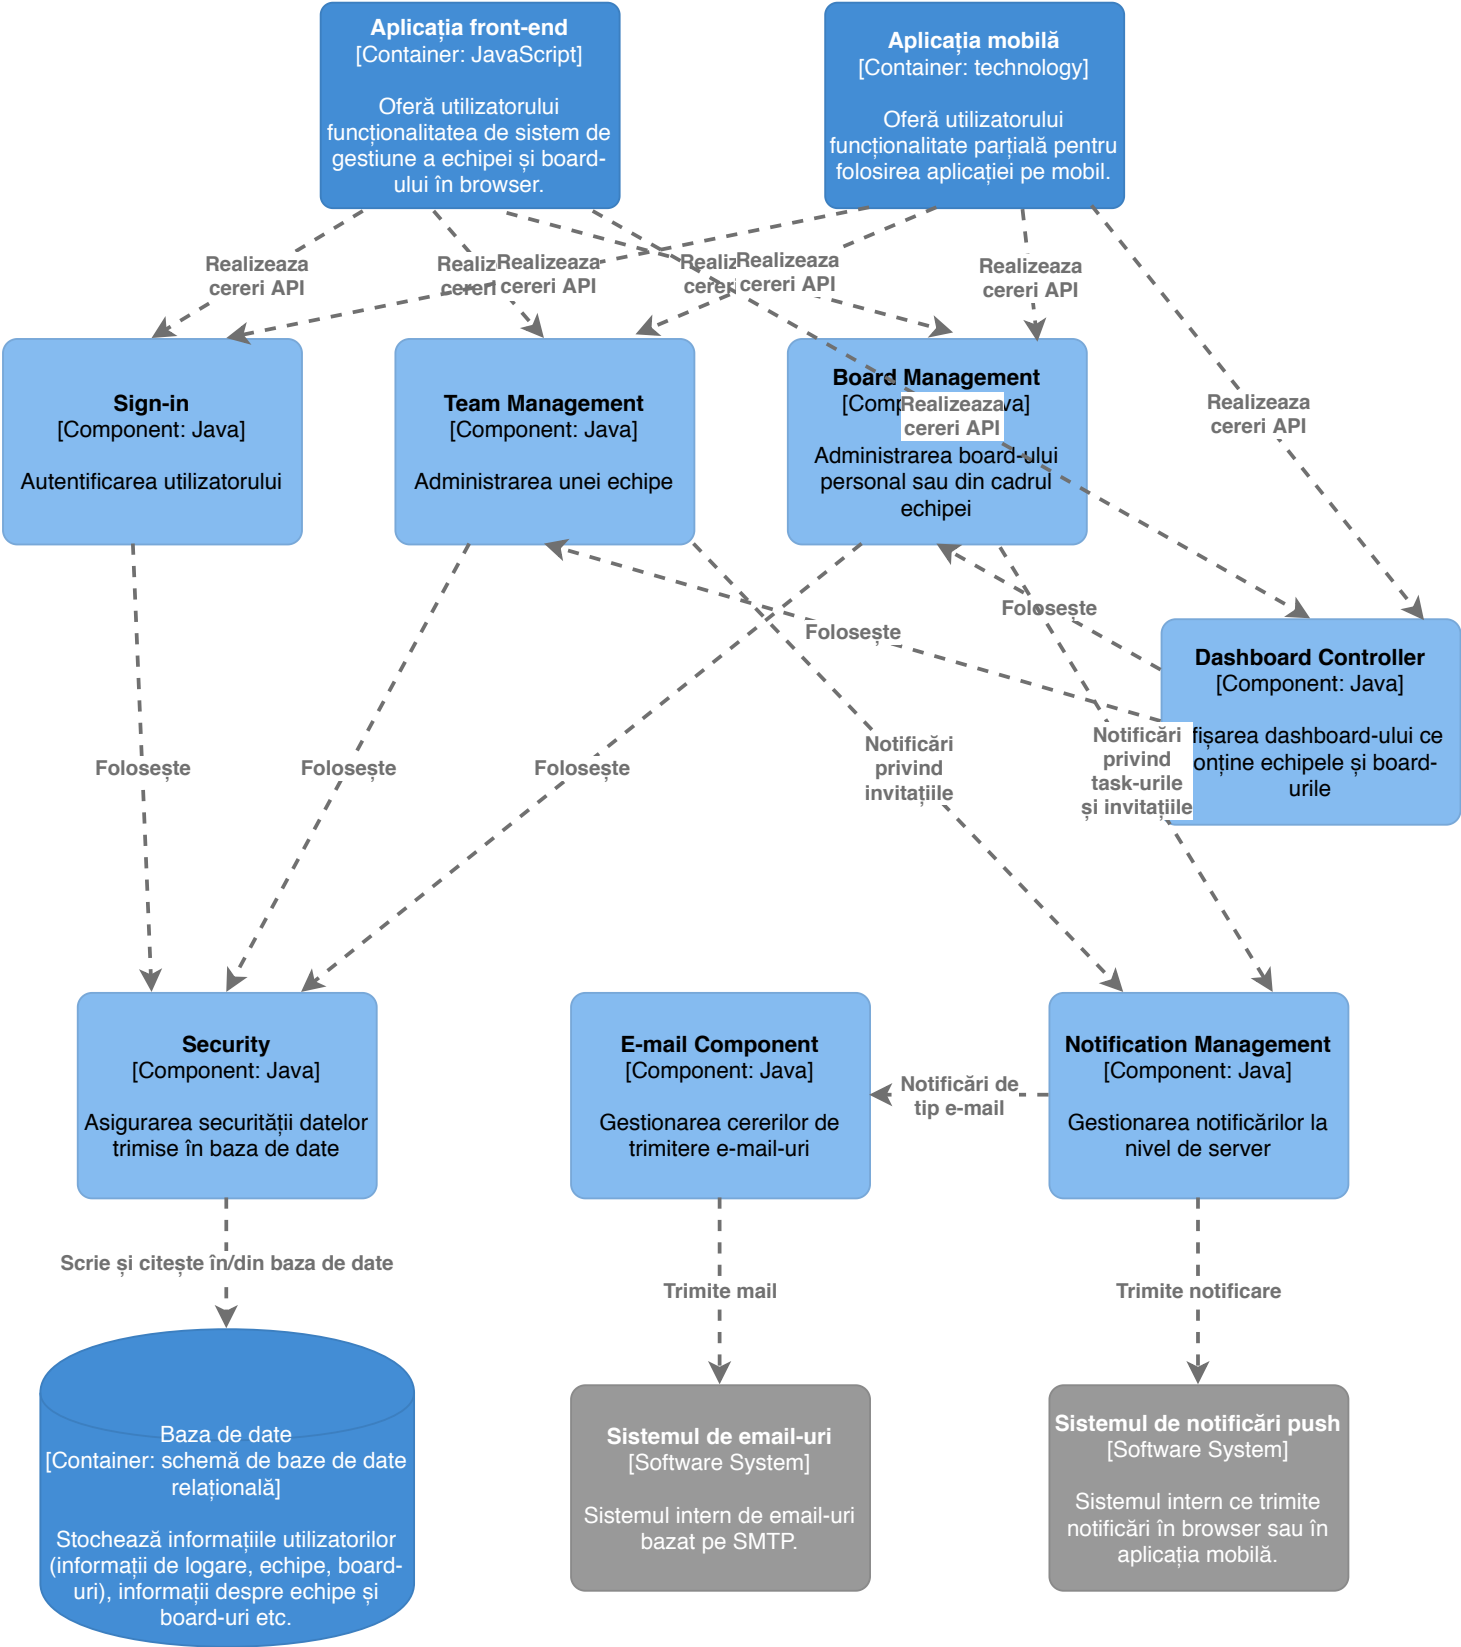 Aplicația front-end
[Container: JavaScript]
Oferă utilizatorului
funcționalitatea de sistem de
gestiune a echipei și board-
ului în browser.
Aplicația mobilă
[Container: technology]
Oferă utilizatorului
funcționalitate parțială pentru
folosirea aplicației pe mobil.
Realizeaza
cereri API
Realiz
cereri
Realizeaza
cereri API
Realiz
cereri
Realizeaza
cereri API
Realizeaza
cereri API
Sign-in
[Component: Java]
Autentificarea utilizatorului
Team Management
[Component: Java]
Administrarea unei echipe
Board Management
[Comp
va]
Administrarea board-ului
personal sau din cadrul
echipei
Realizeaza
cereri API
Realizeaza
cereri API
Folosește
Folosește
Dashboard Controller
[Component: Java]
fișarea dashboard-ului ce
onține echipele și board-
urile
Folosește
Folosește
Folosește
Notificări
privind
invitațiile
Notificări
privind
task-urile
și invitațiile
Security
[Component: Java]
Asigurarea securității datelor
trimise în baza de date
E-mail Component
[Component: Java]
Gestionarea cererilor de
trimitere e-mail-uri
Notificări de
tip e-mail
Notification Management
[Component: Java]
Gestionarea notificărilor la
nivel de server
Scrie și citește în/din baza de date
Trimite mail
Trimite notificare
Baza de date
[Container: schemă de baze de date
relațională]
Stochează informațiile utilizatorilor
(informații de logare, echipe, board-
uri), informații despre echipe și
board-uri etc.
Sistemul de email-uri
[Software System]
Sistemul intern de email-uri
bazat pe SMTP.
Sistemul de notificări push
[Software System]
Sistemul intern ce trimite
notificări în browser sau în
aplicația mobilă.